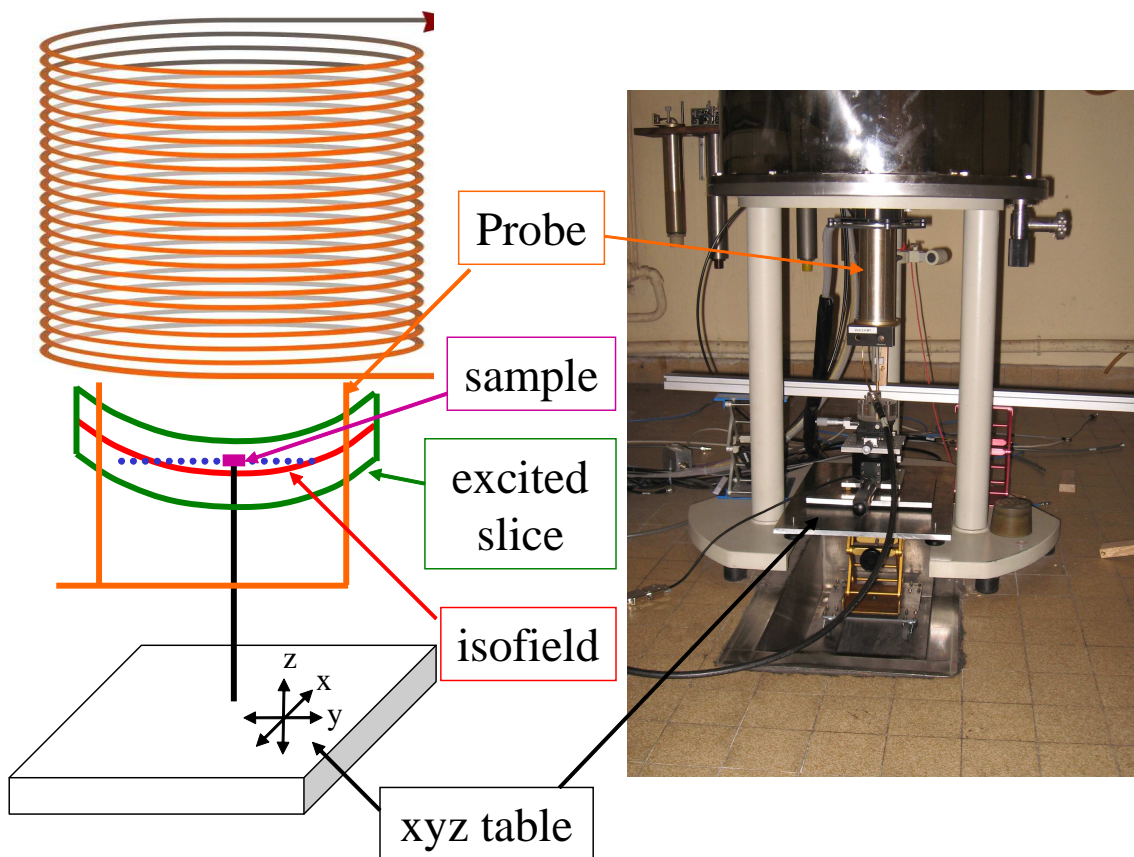 Probe
sample
excited
slice
isofield
z
x
y
xyz table